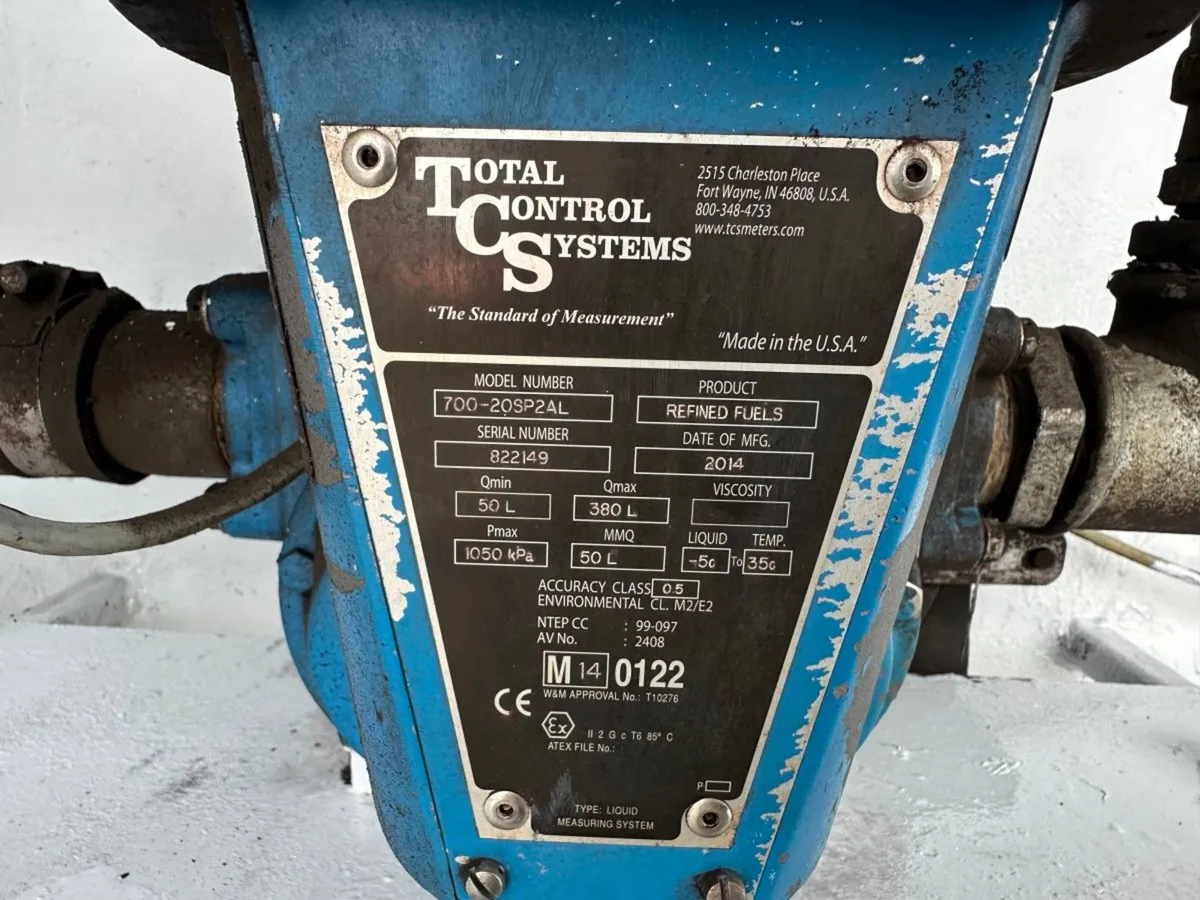 TOTAL
CONTROL
SYSTEMS
2515 Charleston Place
Fort Wayne, IN 46808, U.S.A.
800-348-4753
www.tcsmeters.com
"The Standard of Measurement"
"Made in the U.S.A."
MODEL NUMBER PRODUCT
700-20SP2AL REFINED FUELS
SERIAL NUMBER DATE OF MFG.
822149 2014
Qmin Qmax VISCOSITY
50 L 380 L
Pmax MMQ LIQUID TEMP.
1050 kPa 50 L -5c To 35c
ACCURACY CLASS 0.5
ENVIRONMENTAL CL. M2/E2
NTEP CC : 99-097
AV No. : 2408
M 14 0122
W&M APPROVAL No.: T10276
CE
Ex II 2 G c T6 85° C
ATEX FILE No.:
P
TYPE: LIQUID
MEASURING SYSTEM